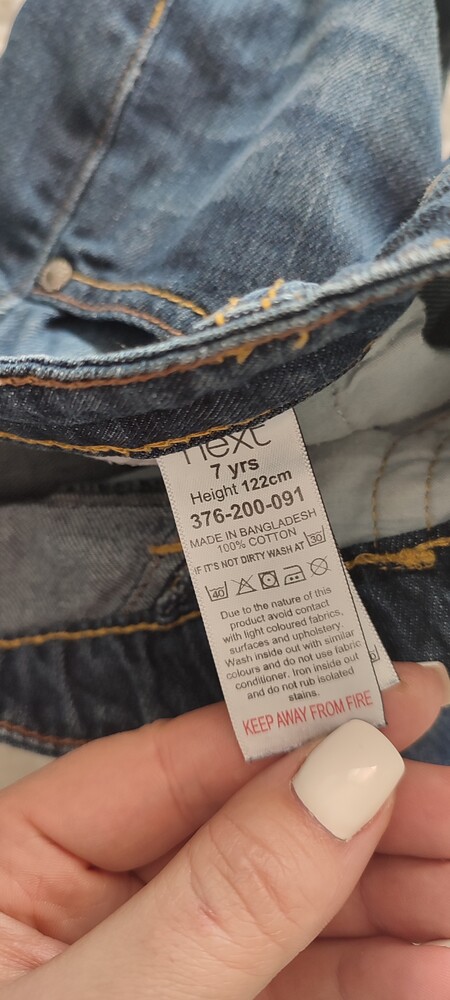 next
7 yrs
Height 122cm
376-200-091
MADE IN BANGLADESH
100% COTTON
IF IT'S NOT DIRTY WASH AT 30
40
Due to the nature of this
product avoid contact
with light coloured fabrics,
surfaces and upholstery.
Wash inside out with similar
colours and do not use fabric
conditioner. Iron inside out
and do not rub isolated
stains.
KEEP AWAY FROM FIRE